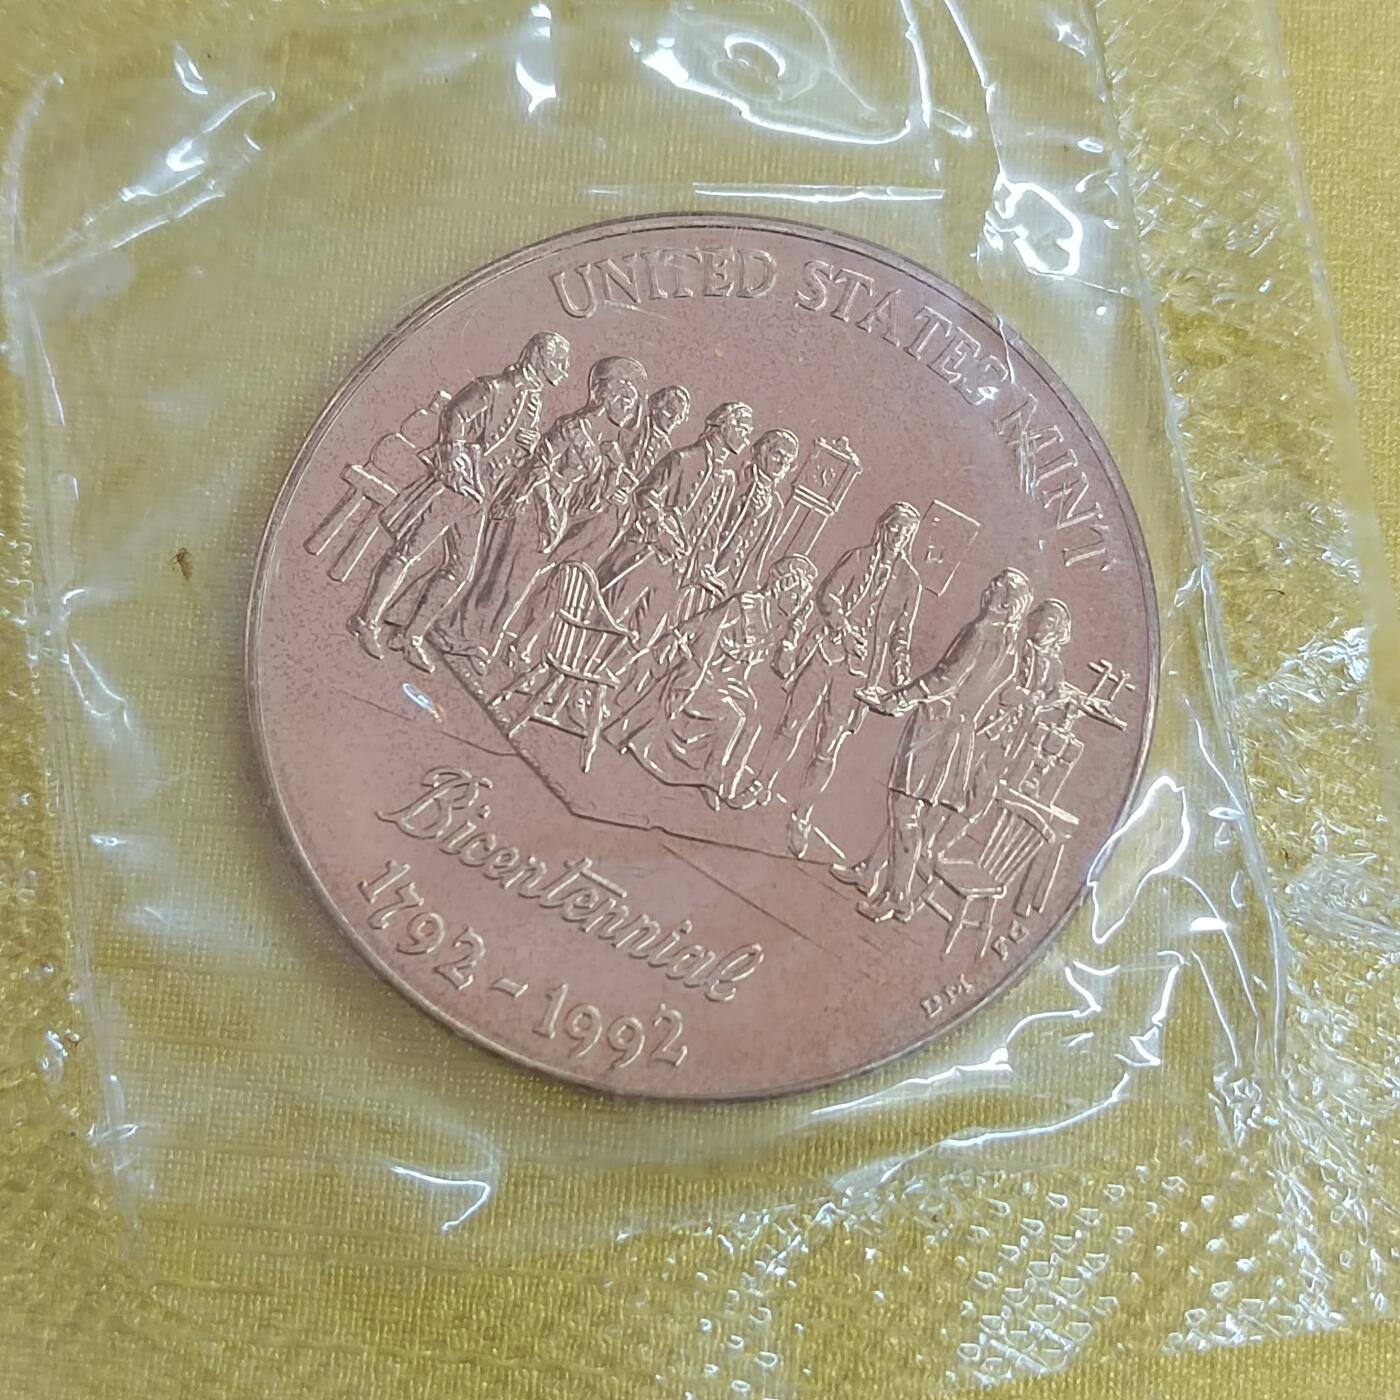 UNITED STATES MINT
Bicentennial
1792-1992